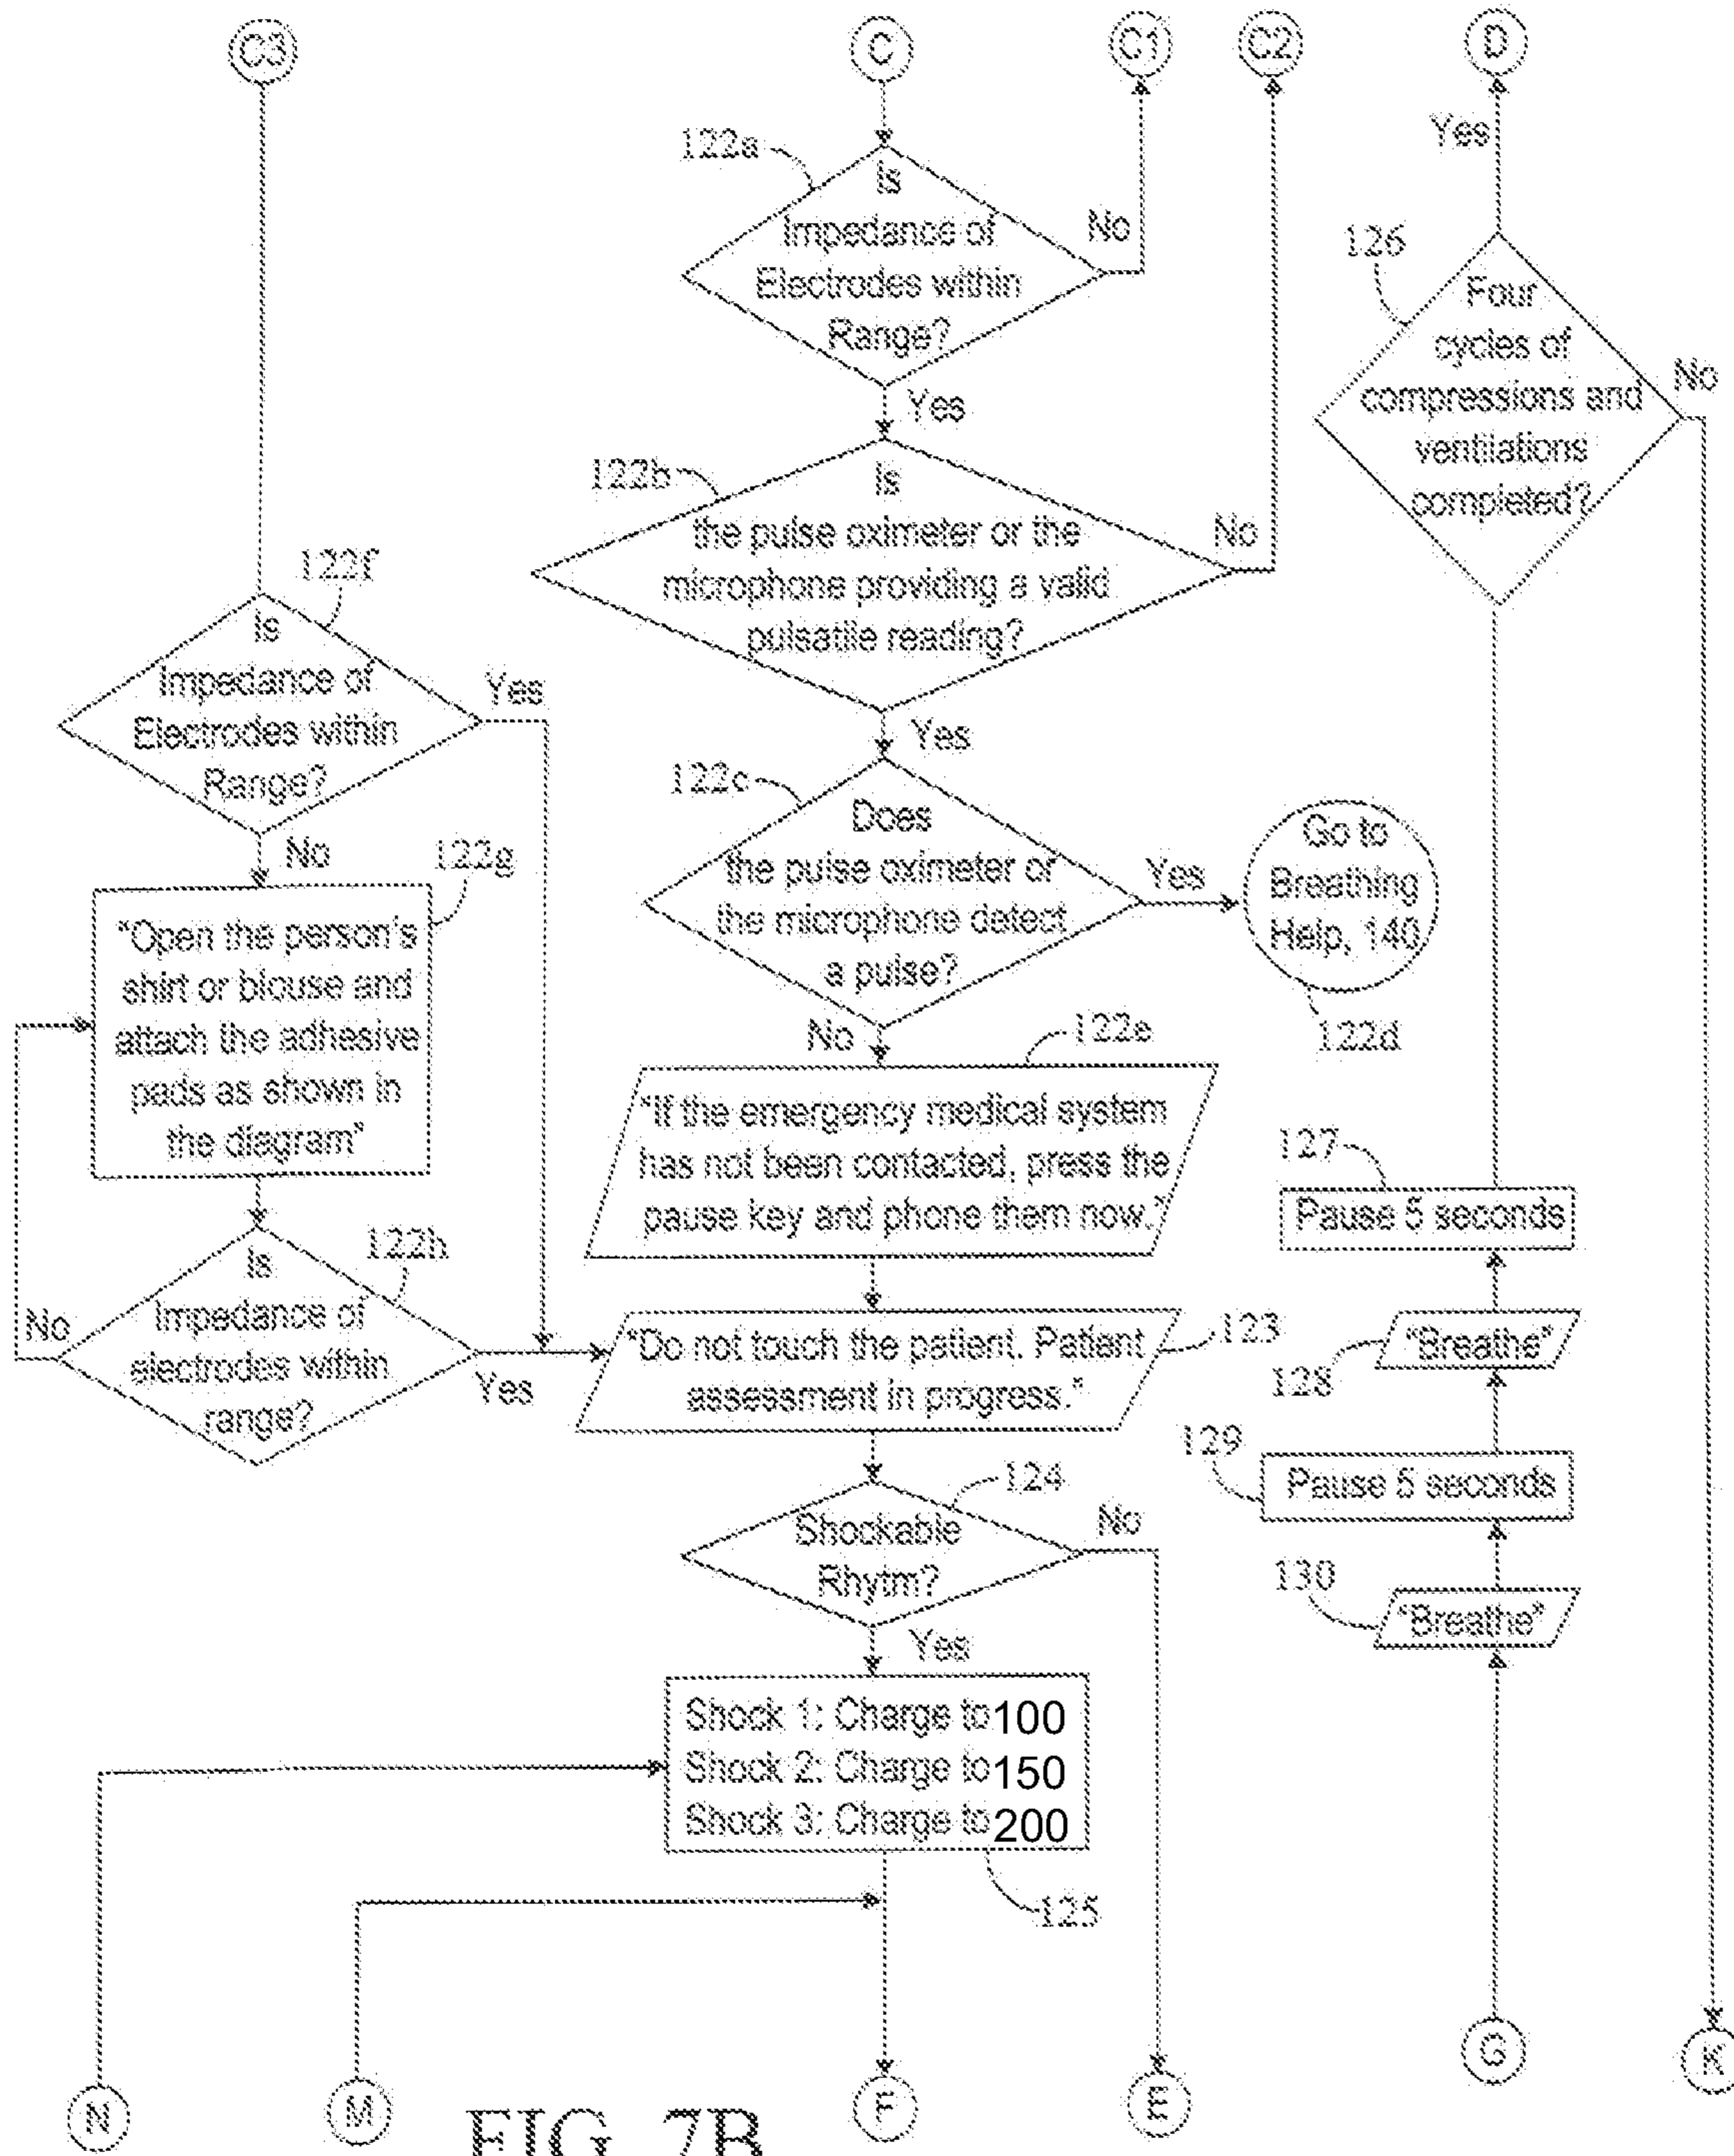 C3
C
C1
C2
D
122a
Is
Impedance of
Electrodes within
Range?
No
Yes
122b
Is
the pulse oximeter or the
microphone providing a valid
pulsatile reading?
No
Yes
122c
Does
the pulse oximeter or
the microphone detect
a pulse?
Yes
Go to
Breathing
Help, 140
122d
No
122e
"If the emergency medical system
has not been contacted, press the
pause key and phone them now."
122f
Is
Impedance of
Electrodes within
Range?
Yes
No
122g
"Open the person's
shirt or blouse and
attach the adhesive
pads as shown in
the diagram"
122h
Is
Impedance of
electrodes within
range?
No
Yes
"Do not touch the patient. Patient
assessment in progress."
123
124
Shockable
Rhytm?
No
Yes
Shock 1: Charge to 100
Shock 2: Charge to 150
Shock 3: Charge to 200
125
Yes
126
Four
cycles of
compressions and
ventilations
completed?
No
127
Pause 5 seconds
"Breathe"
128
129
Pause 5 seconds
130
"Breathe"
N
M
F
E
G
K
FIG. 7B